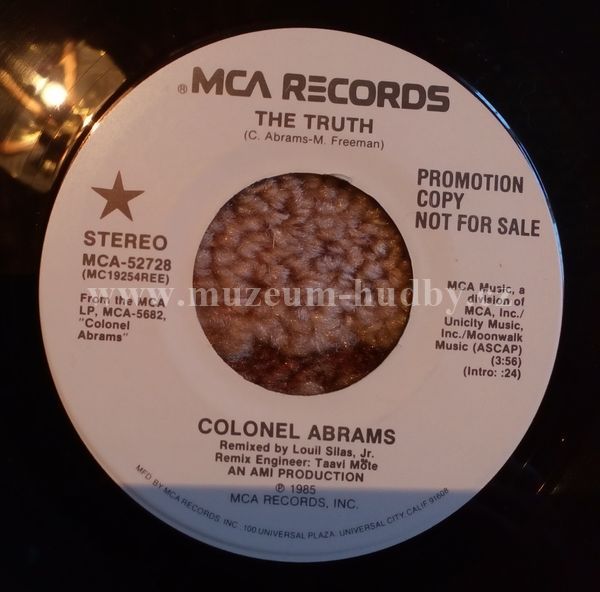 ® MCA RECORDS
THE TRUTH
(C. Abrams-M. Freeman)
PROMOTION
COPY
NOT FOR SALE
STEREO
MCA-52728
(MC19254REE)
From the MCA
LP, MCA-5682,
"Colonel
Abrams"
www.muzeum-hudby.
MCA Music, a
division of
MCA, Inc./
Unicity Music,
Inc./Moonwalk
Music (ASCAP)
(3:56)
(Intro: :24)
COLONEL ABRAMS
Remixed by Louil Silas, Jr.
Remix Engineer: Taavi Mote
AN AMI PRODUCTION
℗ 1985
MCA RECORDS, INC.
MFD BY MCA RECORDS, INC., 100 UNIVERSAL PLAZA, UNIVERSAL CITY, CALIF. 91608